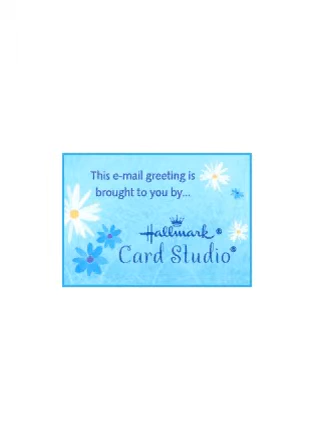 This e-mail greeting is
brought to you by...
Hallmark®
Card Studio®